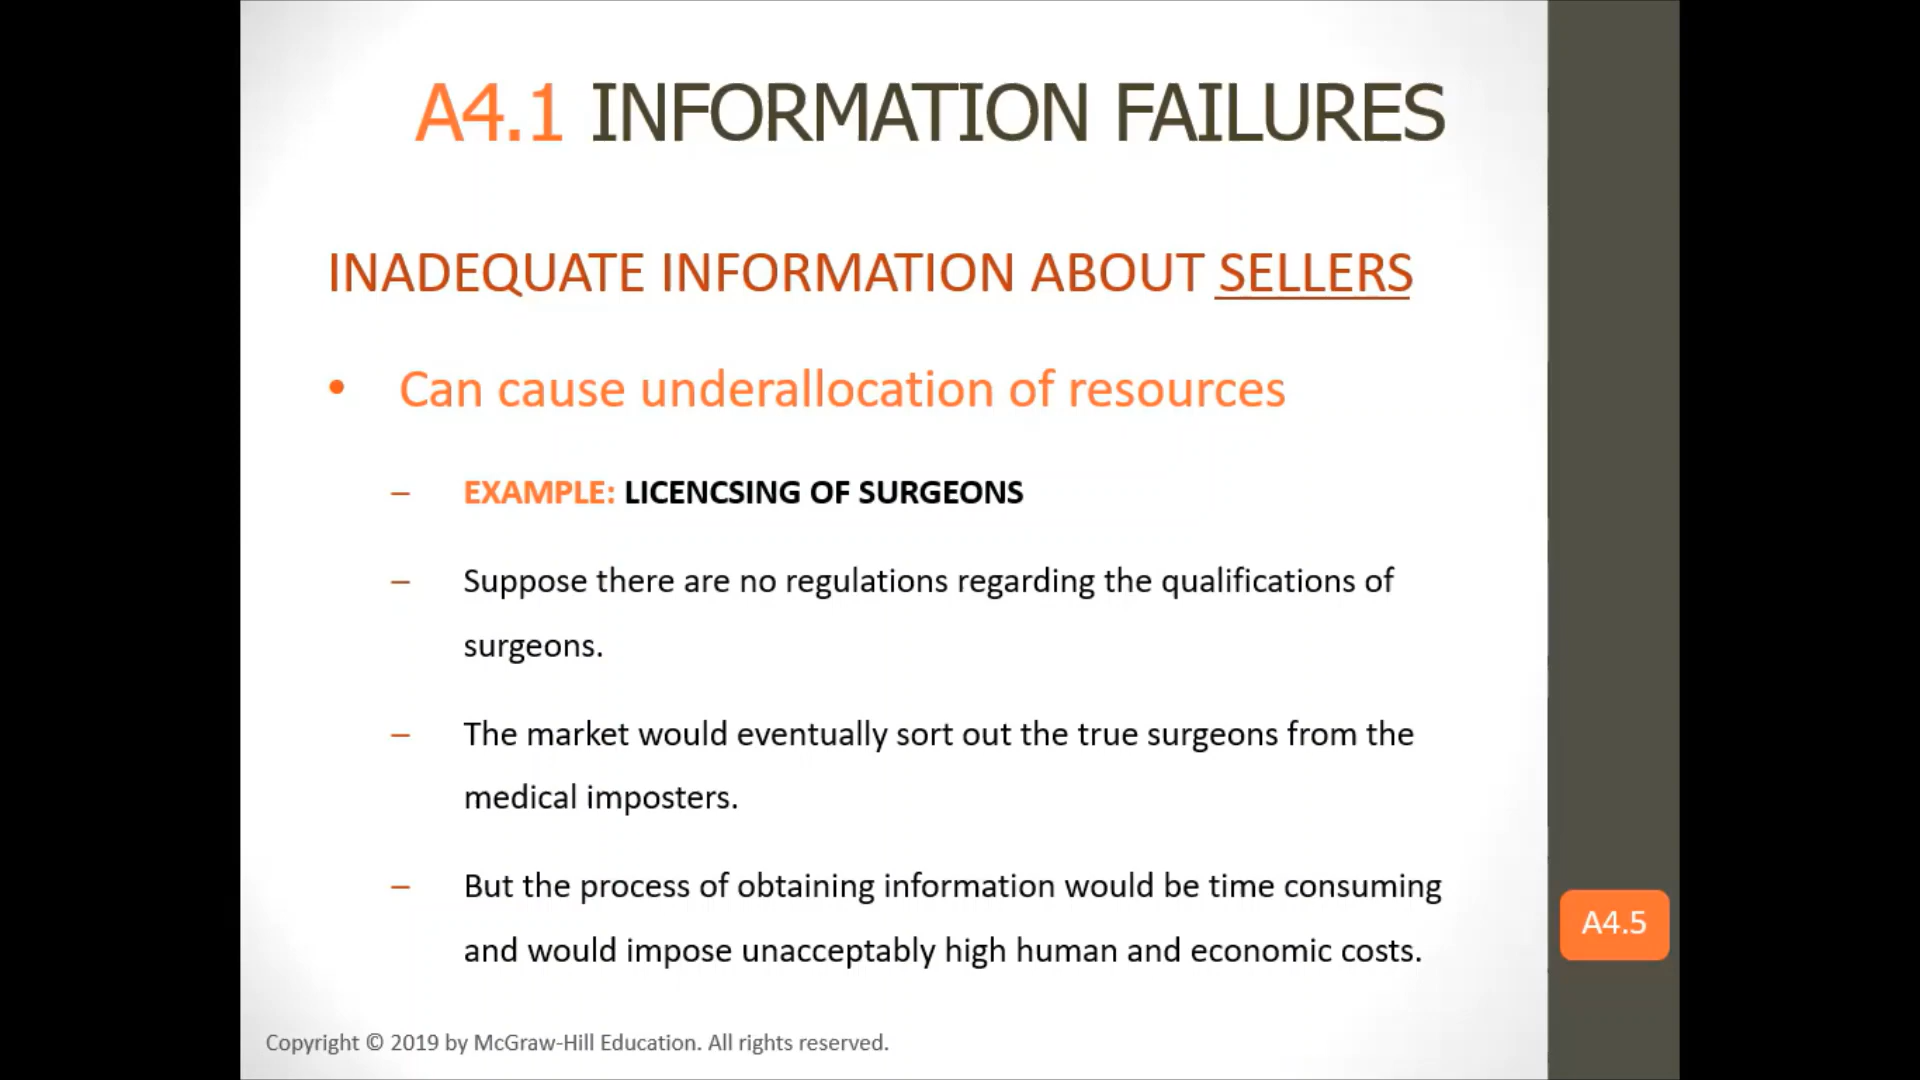 A4.1 INFORMATION FAILURES
INADEQUATE INFORMATION ABOUT SELLERS
• Can cause underallocation of resources
– EXAMPLE: LICENCSING OF SURGEONS
– Suppose there are no regulations regarding the qualifications of
surgeons.
– The market would eventually sort out the true surgeons from the
medical imposters.
– But the process of obtaining information would be time consuming
and would impose unacceptably high human and economic costs.
A4.5
Copyright © 2019 by McGraw-Hill Education. All rights reserved.